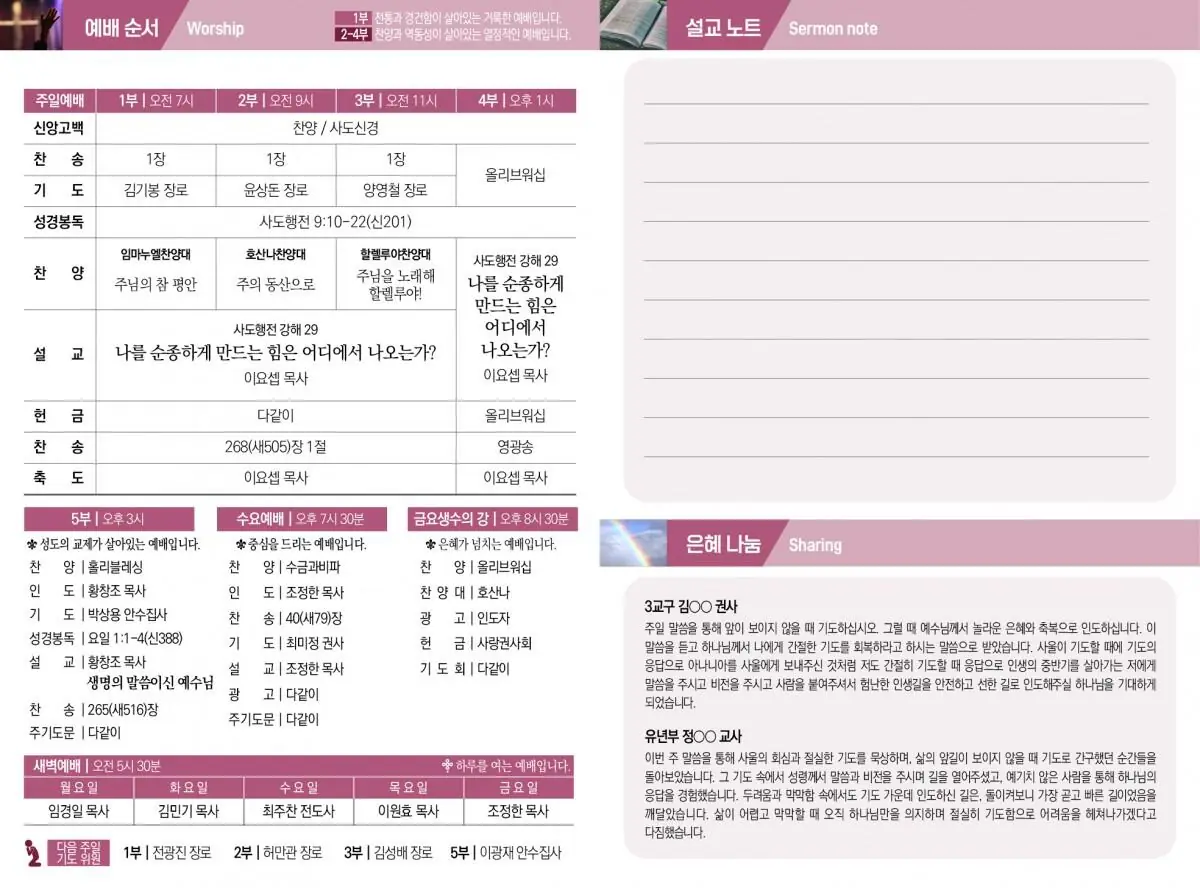 예배 순서 Worship
1부 전통과 경건함이 살아있는 거룩한 예배입니다.
2-4부 찬양과 역동성이 살아있는 열정적인 예배입니다.
주일예배 1부 | 오전 7시 2부 | 오전 9시 3부 | 오전 11시 4부 | 오후 1시
신앙고백 찬양 / 사도신경
찬 송 1장 1장 1장 올리브워십
기 도 김기봉 장로 윤상돈 장로 양영철 장로
성경봉독 사도행전 9:10-22(신201)
찬 양 임마누엘찬양대 호산나찬양대 할렐루야찬양대
주님의 참 평안 주의 동산으로 주님을 노래해
할렐루야!
사도행전 강해 29
나를 순종하게
만드는 힘은
어디에서
나오는가?
이요셉 목사
설 교 사도행전 강해 29
나를 순종하게 만드는 힘은 어디에서 나오는가?
이요셉 목사
헌 금 다같이 올리브워십
찬 송 268(새505)장 1절 영광송
축 도 이요셉 목사 이요셉 목사
5부 | 오후 3시
성도의 교제가 살아있는 예배입니다.
찬 양 | 홀리블레싱
인 도 | 황창조 목사
기 도 | 박상용 안수집사
성경봉독 | 요일 1:1-4(신388)
설 교 | 황창조 목사
생명의 말씀이신 예수님
찬 송 | 265(새516)장
주기도문 | 다같이
수요예배 | 오후 7시 30분
중심을 드리는 예배입니다.
찬 양 | 수금과비파
인 도 | 조정한 목사
찬 송 | 40(새79)장
기 도 | 최미정 권사
설 교 | 조정한 목사
광 고 | 다같이
주기도문 | 다같이
금요생수의 강 | 오후 8시 30분
은혜가 넘치는 예배입니다.
찬 양 | 올리브워십
찬 양 대 | 호산나
광 고 | 인도자
헌 금 | 사랑권사회
기 도 회 | 다같이
새벽예배 | 오전 5시 30분 하루를 여는 예배입니다.
월요일 화요일 수요일 목요일 금요일
임경일 목사 김민기 목사 최주찬 전도사 이원효 목사 조정한 목사
다음 주일
기도 위원
1부 | 전광진 장로 2부 | 허만관 장로 3부 | 김성배 장로 5부 | 이광재 안수집사
설교 노트 Sermon note
은혜 나눔 Sharing
3교구 김○○ 권사
주일 말씀을 통해 앞이 보이지 않을 때 기도하십시오. 그럴 때 예수님께서 놀라운 은혜와 축복으로 인도하십니다. 이
말씀을 듣고 하나님께서 나에게 간절한 기도를 회복하라고 하시는 말씀으로 받았습니다. 사울이 기도할 때에 기도의
응답으로 아나니아를 사울에게 보내주신 것처럼 저도 간절히 기도할 때 응답으로 인생의 중반기를 살아가는 저에게
말씀을 주시고 비전을 주시고 사람을 붙여주셔서 험난한 인생길을 안전하고 선한 길로 인도해주실 하나님을 기대하게
되었습니다.
유년부 정○○ 교사
이번 주 말씀을 통해 사울의 회심과 절실한 기도를 묵상하며, 삶의 앞길이 보이지 않을 때 기도로 간구했던 순간들을
돌아보았습니다. 그 기도 속에서 성령께서 말씀과 비전을 주시며 길을 열어주셨고, 예기치 않은 사람을 통해 하나님의
응답을 경험했습니다. 두려움과 막막함 속에서도 기도 가운데 인도하신 길은, 돌이켜보니 가장 곧고 빠른 길이었음을
깨달았습니다. 삶이 어렵고 막막할 때 오직 하나님만을 의지하며 절실히 기도함으로 어려움을 헤쳐나가겠다고
다짐했습니다.